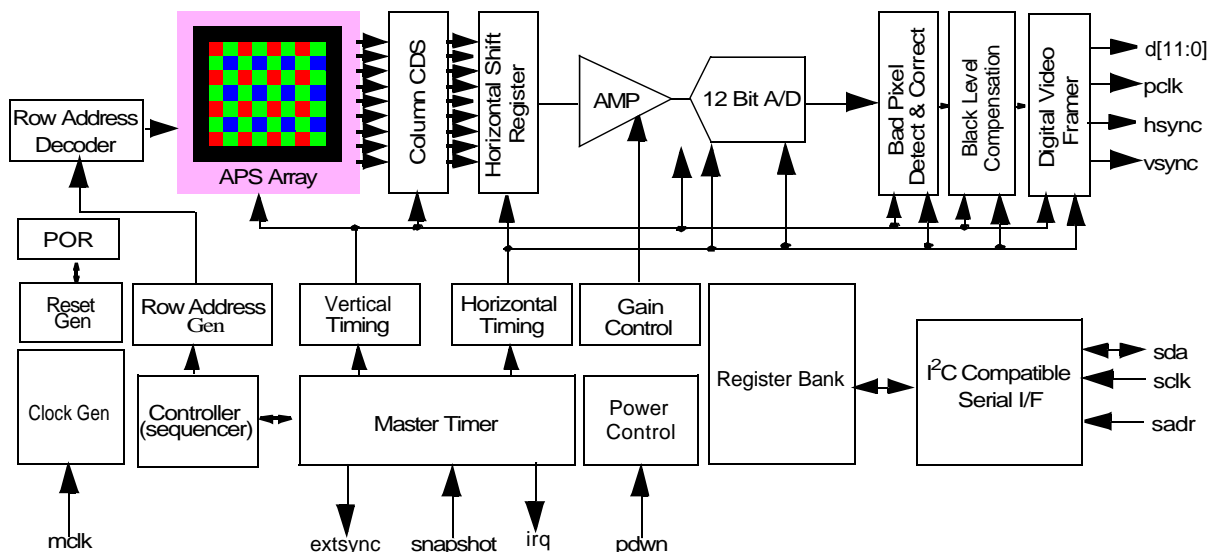 Row Address
Decoder
APS Array
Column CDS
Horizontal Shift
Register
AMP
12 Bit A/D
Bad Pixel
Detect & Correct
Black Level
Compensation
Digital Video
Framer
d[11:0]
pclk
hsync
vsync
POR
Reset
Gen
Row Address
Gen
Vertical
Timing
Horizontal
Timing
Gain
Control
Register Bank
I²C Compatible
Serial I/F
sda
sclk
sadr
Clock Gen
Controller
(sequencer)
Master Timer
Power
Control
mclk
extsync
snapshot
irq
pdwn